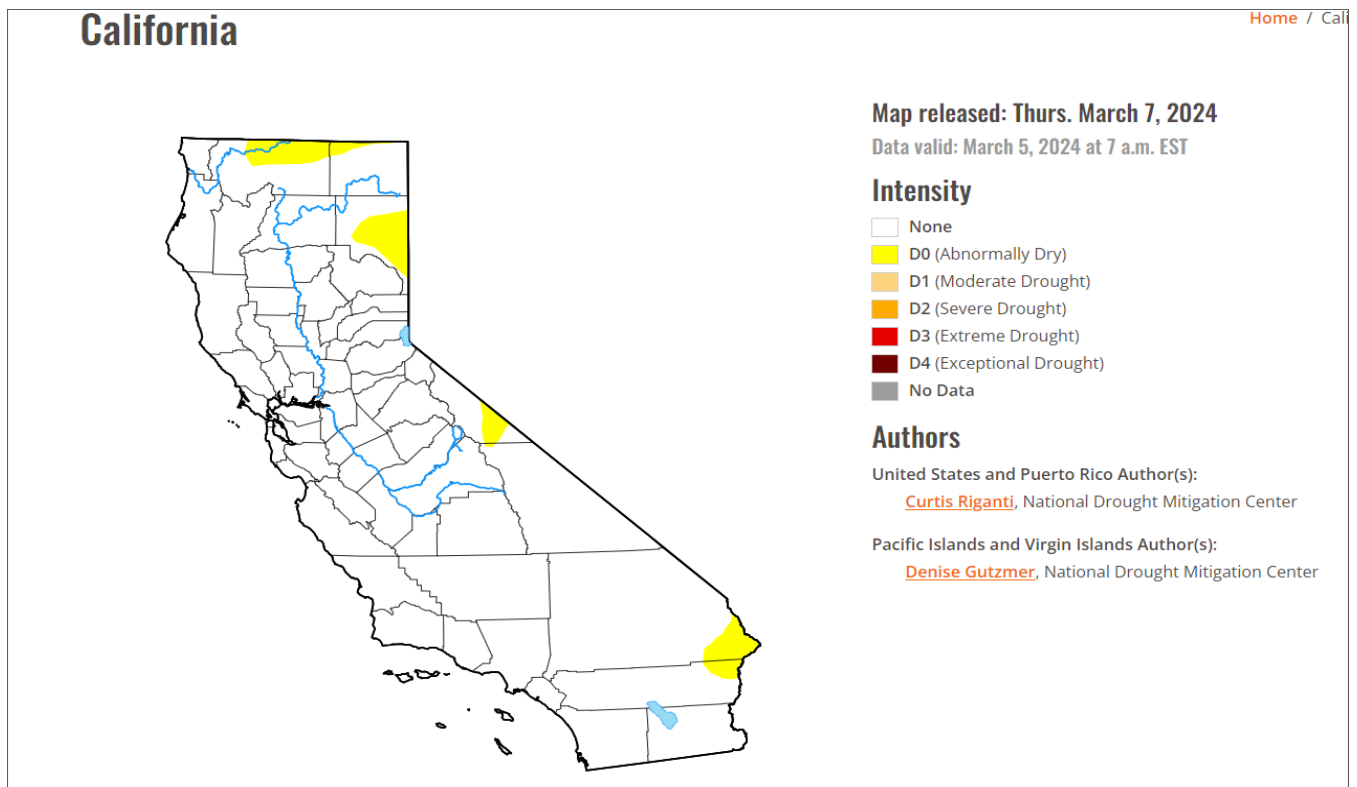 California
Home / Cali
Map released: Thurs. March 7, 2024
Data valid: March 5, 2024 at 7 a.m. EST
Intensity
None
D0 (Abnormally Dry)
D1 (Moderate Drought)
D2 (Severe Drought)
D3 (Extreme Drought)
D4 (Exceptional Drought)
No Data
Authors
United States and Puerto Rico Author(s):
Curtis Riganti, National Drought Mitigation Center
Pacific Islands and Virgin Islands Author(s):
Denise Gutzmer, National Drought Mitigation Center